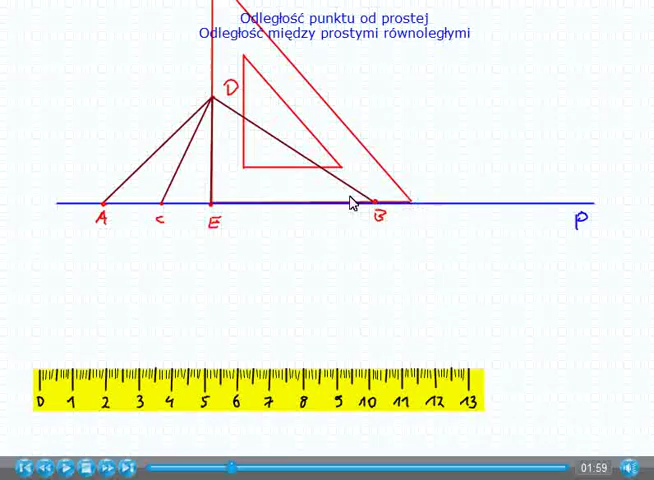 Odległość punktu od prostej
Odległość między prostymi równoległymi
D
A C E B P
0 1 2 3 4 5 6 7 8 9 10 11 12 13
01:59